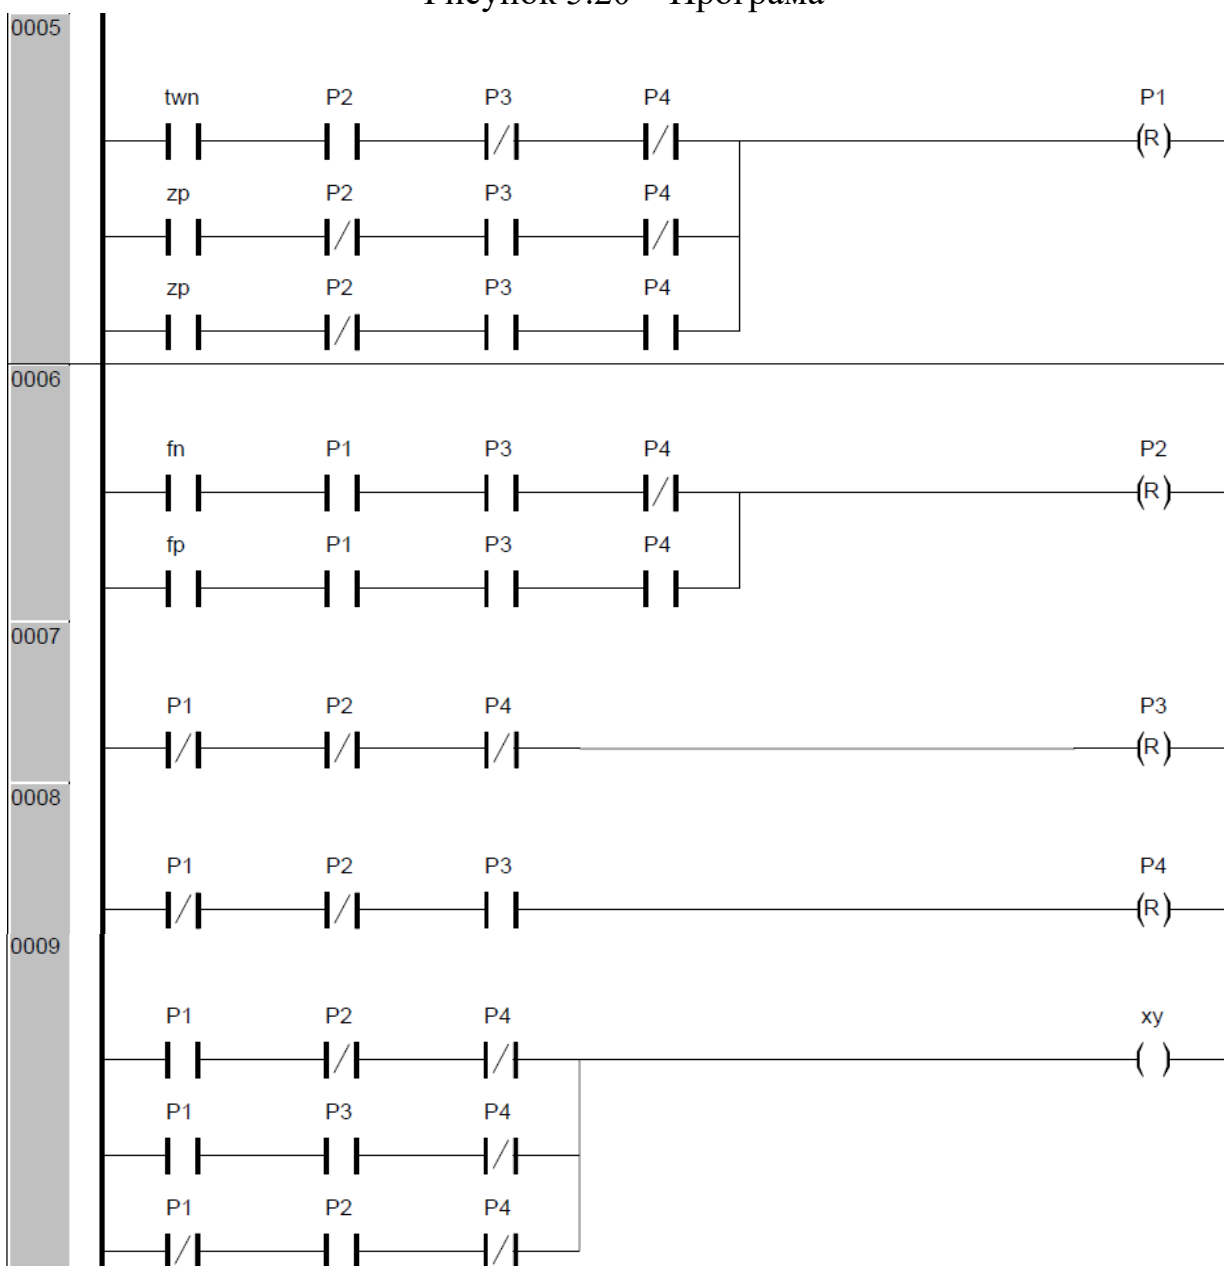 Рисунок 3.20 – Програма
0005
twn P2 P3 P4 P1
(R)
zp P2 P3 P4
zp P2 P3 P4
0006
fn P1 P3 P4 P2
(R)
fp P1 P3 P4
0007
P1 P2 P4 P3
(R)
0008
P1 P2 P3 P4
(R)
0009
P1 P2 P4 xy
( )
P1 P3 P4
P1 P2 P4